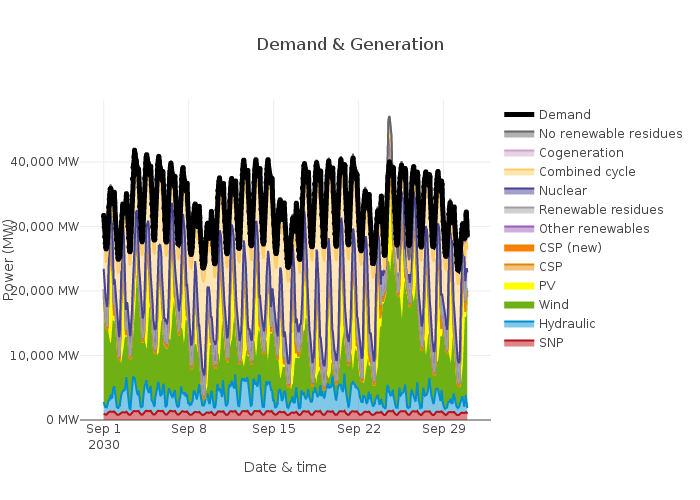 Demand & Generation
Demand
No renewable residues
Cogeneration
Combined cycle
Nuclear
Renewable residues
Other renewables
CSP (new)
CSP
PV
Wind
Hydraulic
SNP
Power (MW)
40,000 MW
30,000 MW
20,000 MW
10,000 MW
0 MW
Sep 1
2030
Sep 8
Sep 15
Sep 22
Sep 29
Date & time